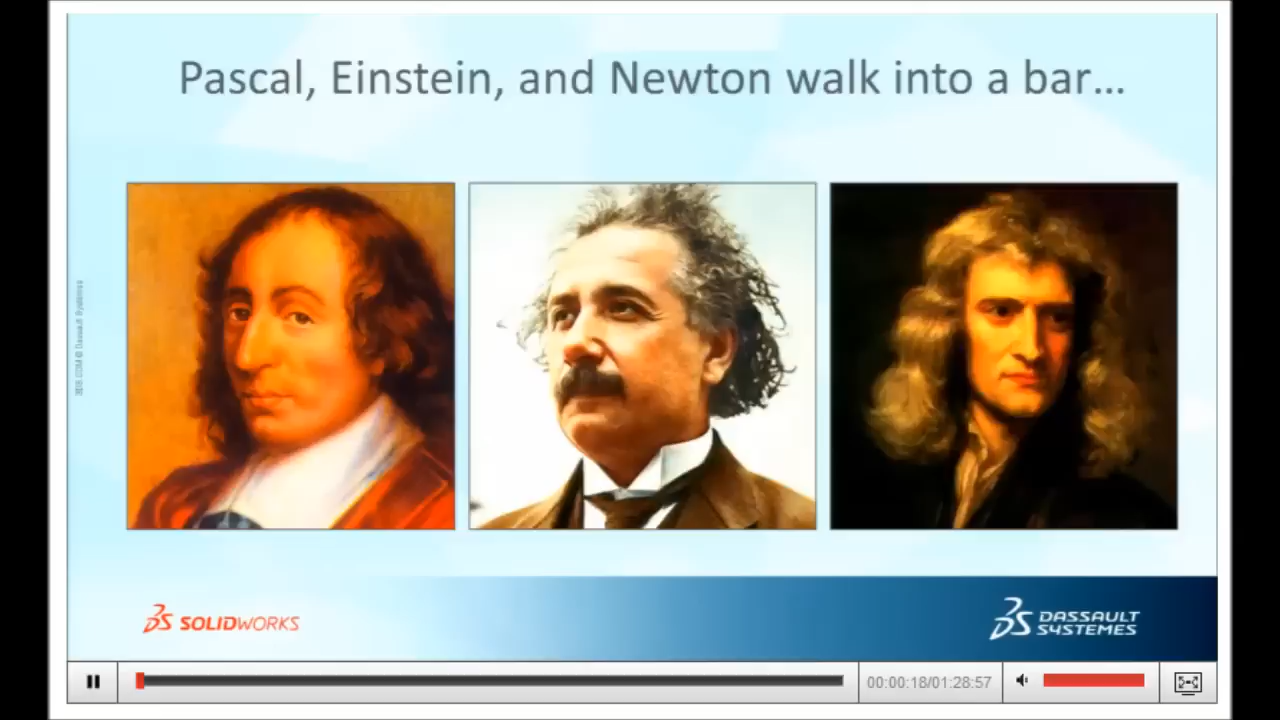 Pascal, Einstein, and Newton walk into a bar...
3DS.COM © Dassault Systèmes
SOLIDWORKS
DASSAULT
SYSTEMES
00:00:18/01:28:57